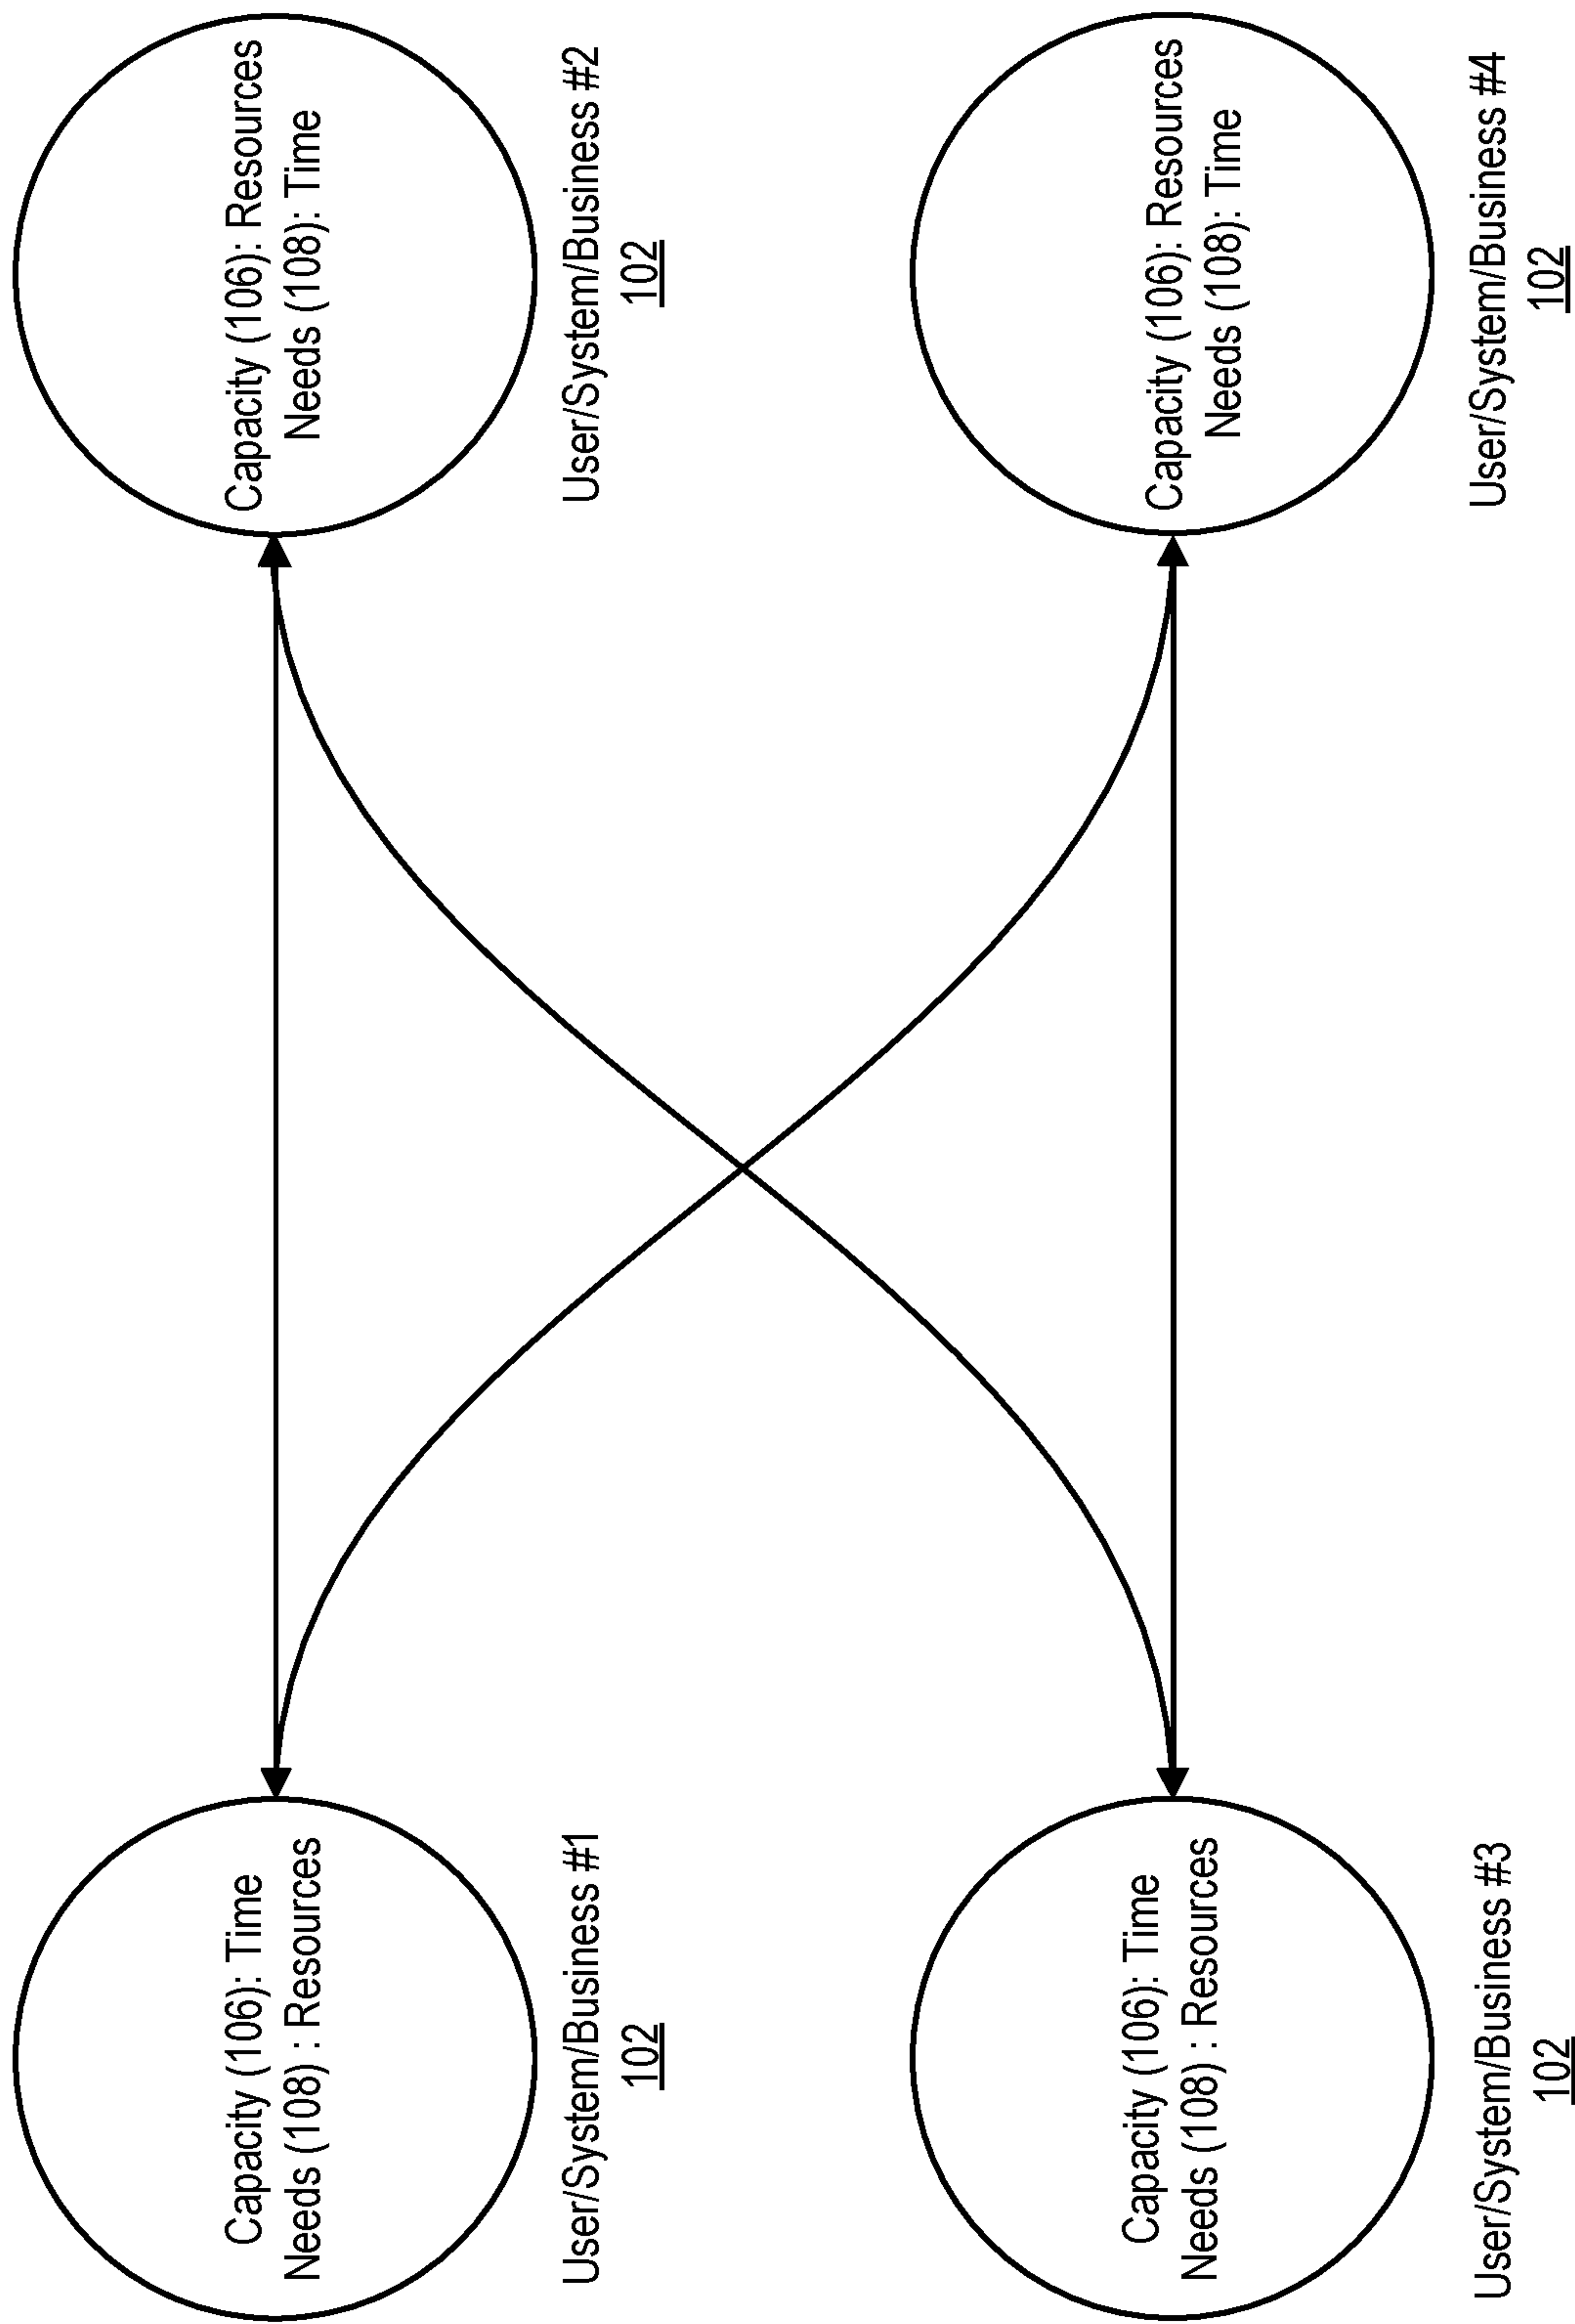 Capacity (106): Time
Needs (108) : Resources
User/System/Business #1
102
Capacity (106): Resources
Needs (108): Time
User/System/Business #2
102
Capacity (106): Time
Needs (108) : Resources
User/System/Business #3
102
Capacity (106): Resources
Needs (108): Time
User/System/Business #4
102